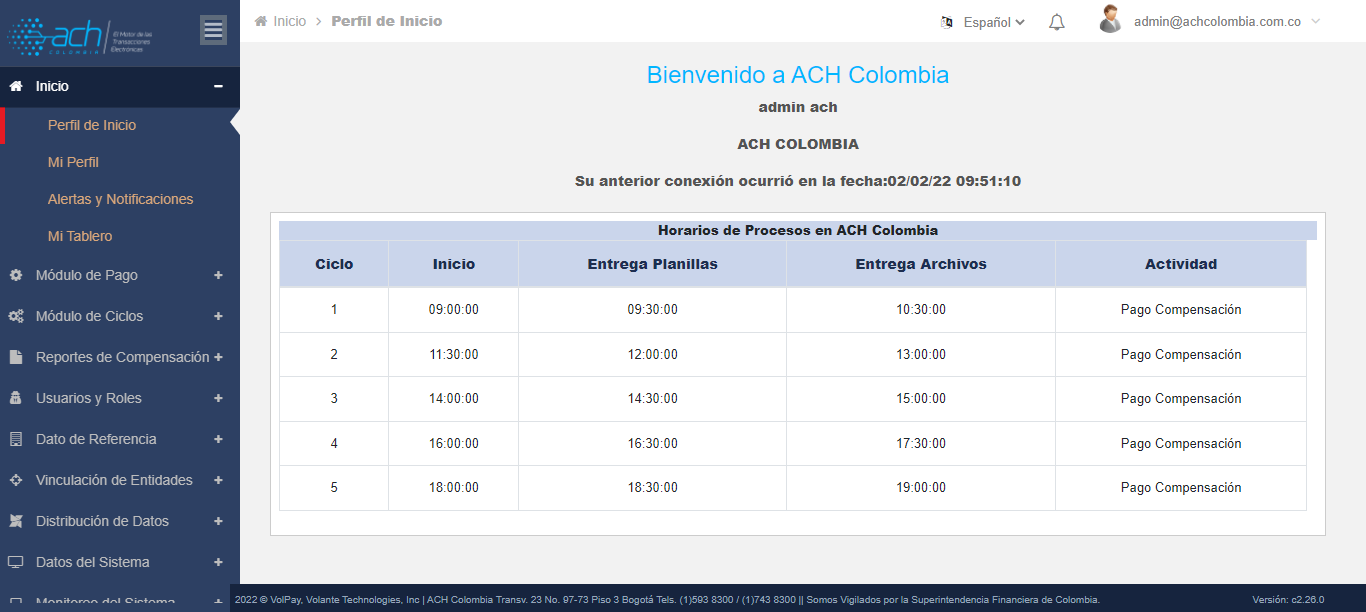 ach
COLOMBIA
El Motor de las
Transacciones
Electrónicas
Inicio
Perfil de Inicio
Mi Perfil
Alertas y Notificaciones
Mi Tablero
Módulo de Pago
Módulo de Ciclos
Reportes de Compensación
Usuarios y Roles
Dato de Referencia
Vinculación de Entidades
Distribución de Datos
Datos del Sistema
Monitoreo del Sistema
Inicio > Perfil de Inicio
Español
admin@achcolombia.com.co
Bienvenido a ACH Colombia
admin ach
ACH COLOMBIA
Su anterior conexión ocurrió en la fecha:02/02/22 09:51:10
Horarios de Procesos en ACH Colombia
Ciclo Inicio Entrega Planillas Entrega Archivos Actividad
1 09:00:00 09:30:00 10:30:00 Pago Compensación
2 11:30:00 12:00:00 13:00:00 Pago Compensación
3 14:00:00 14:30:00 15:00:00 Pago Compensación
4 16:00:00 16:30:00 17:30:00 Pago Compensación
5 18:00:00 18:30:00 19:00:00 Pago Compensación
2022 © VolPay, Volante Technologies, Inc | ACH Colombia Transv. 23 No. 97-73 Piso 3 Bogotá Tels. (1)593 8300 / (1)743 8300 || Somos Vigilados por la Superintendencia Financiera de Colombia.
Versión: c2.26.0